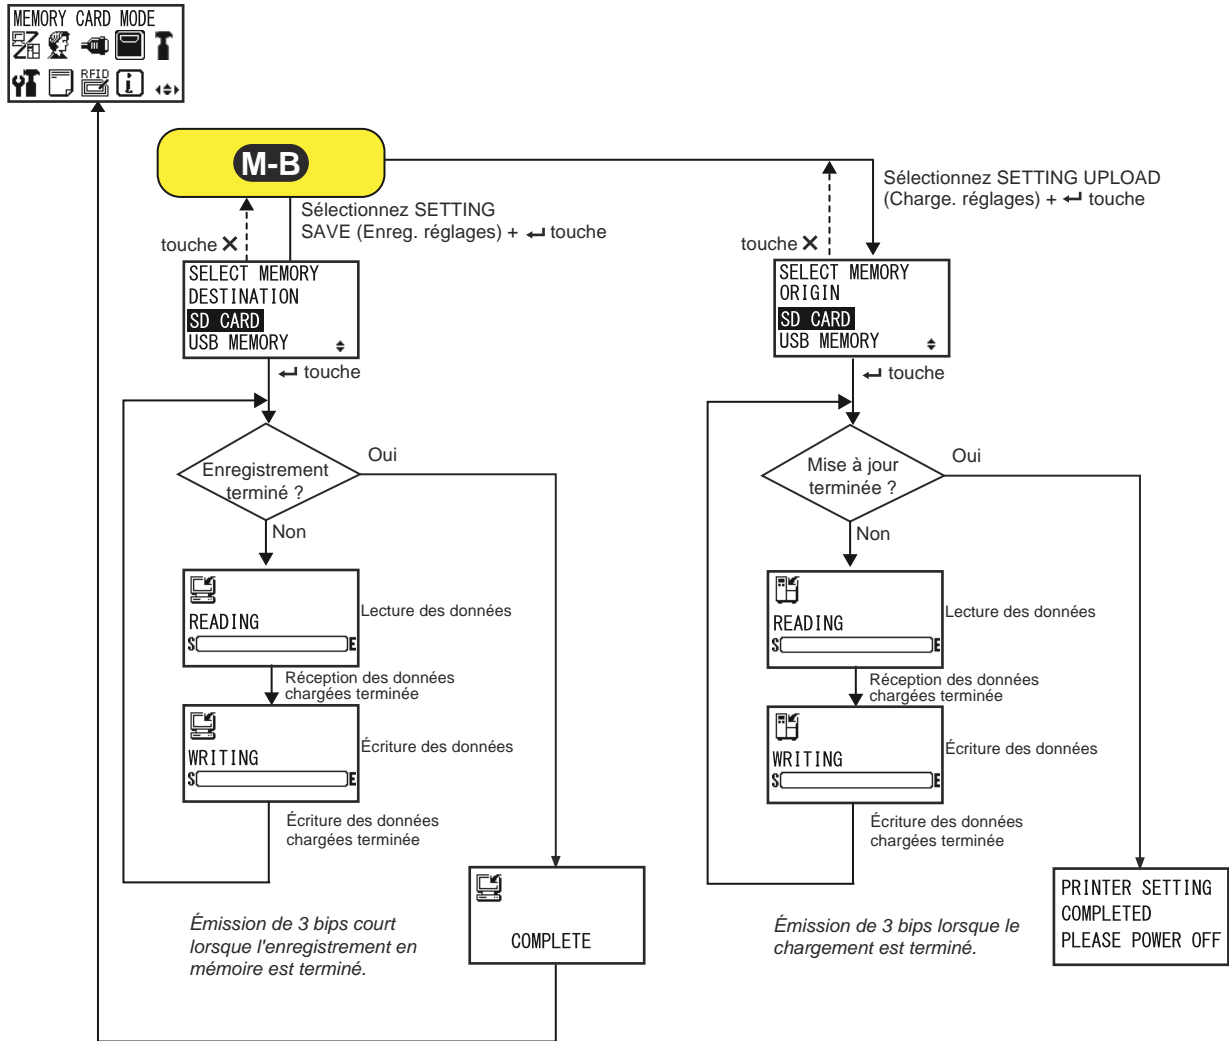 MEMORY CARD MODE
RFID
i
M-B
Sélectionnez SETTING
SAVE (Enreg. réglages) + ↵ touche
touche ✕
SELECT MEMORY
DESTINATION
SD CARD
USB MEMORY
↵ touche
Enregistrement
terminé ?
Oui
Non
READING
S E
Lecture des données
Réception des données
chargées terminée
WRITING
S E
Écriture des données
Écriture des données
chargées terminée
Émission de 3 bips court
lorsque l'enregistrement en
mémoire est terminé.
COMPLETE
Sélectionnez SETTING UPLOAD
(Charge. réglages) + ↵ touche
touche ✕
SELECT MEMORY
ORIGIN
SD CARD
USB MEMORY
↵ touche
Mise à jour
terminée ?
Oui
Non
READING
S E
Lecture des données
Réception des données
chargées terminée
WRITING
S E
Écriture des données
Écriture des données
chargées terminée
Émission de 3 bips lorsque le
chargement est terminé.
PRINTER SETTING
COMPLETED
PLEASE POWER OFF